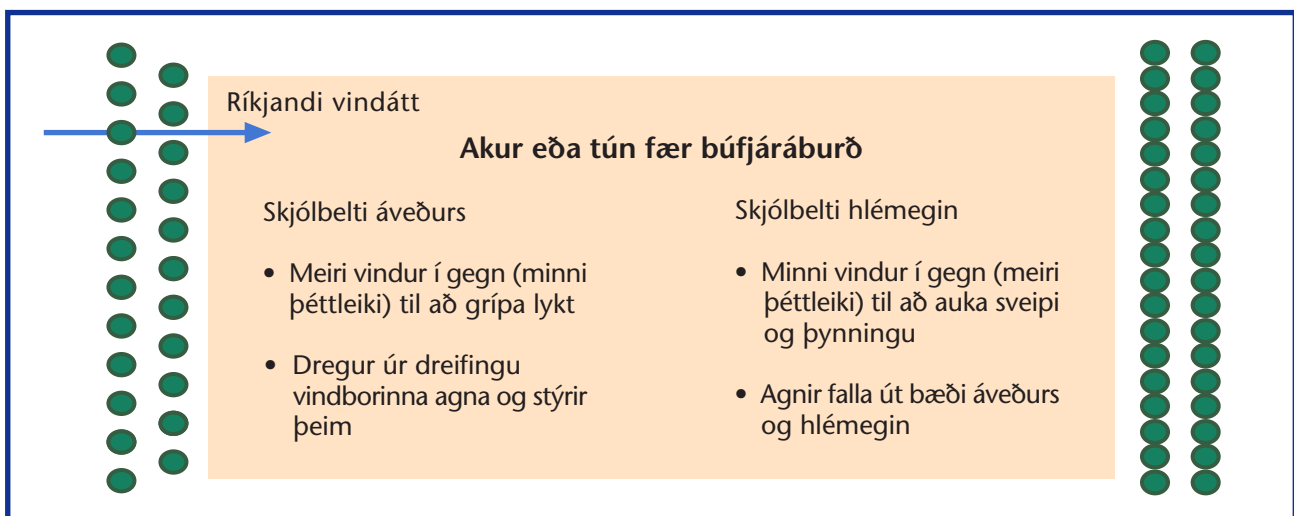 Ríkjandi vindátt
Akur eða tún fær búfjáráburð
Skjólbelti áveðurs
• Meiri vindur í gegn (minni
þéttleiki) til að grípa lykt
• Dregur úr dreifingu
vindborinna agna og stýrir
þeim
Skjólbelti hlémegin
• Minni vindur í gegn (meiri
þéttleiki) til að auka sveipi
og þynningu
• Agnir falla út bæði áveðurs
og hlémegin